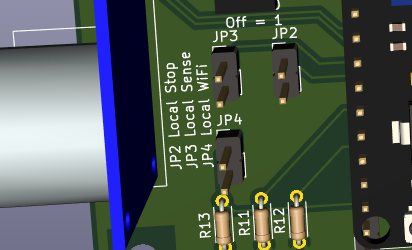 Off = 1
JP3
JP2
JP2 Local Stop
JP3 Local Sense
JP4 Local WiFi
JP4
R13
R11
R12